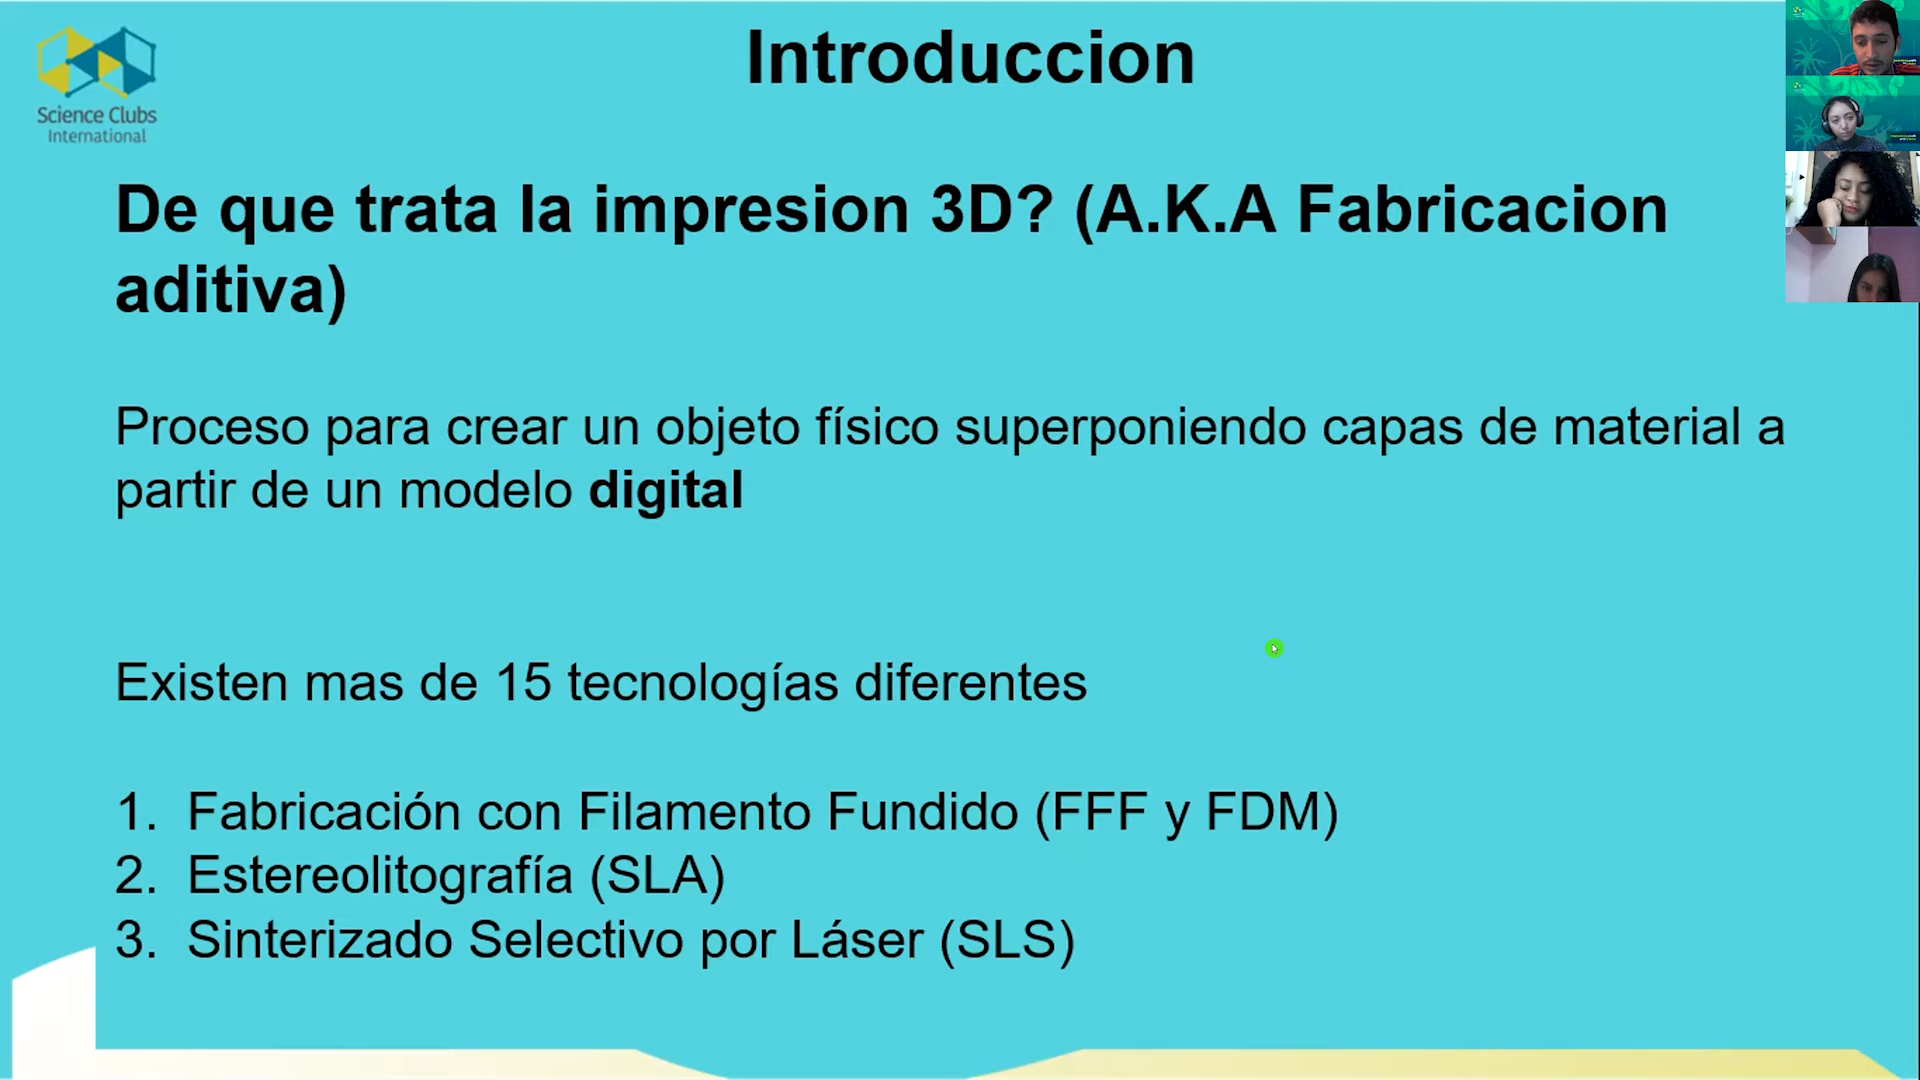 Introduccion
Science Clubs
International
De que trata la impresion 3D? (A.K.A Fabricacion
aditiva)
Proceso para crear un objeto físico superponiendo capas de material a
partir de un modelo digital
Existen mas de 15 tecnologías diferentes
1. Fabricación con Filamento Fundido (FFF y FDM)
2. Estereolitografía (SLA)
3. Sinterizado Selectivo por Láser (SLS)